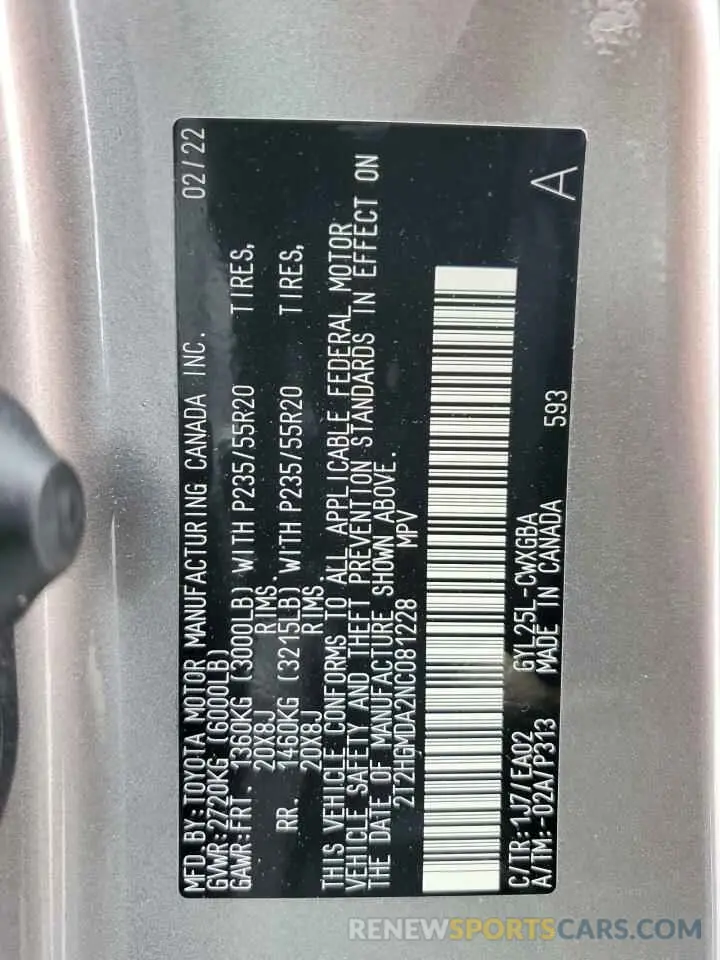 MFD.BY:TOYOTA MOTOR MANUFACTURING CANADA INC. 02/22
GVWR:2720KG (6000LB)
GAWR:FRT. 1360KG (3000LB) WITH P235/55R20 TIRES,
20X8J RIMS.
RR. 1460KG (3215LB) WITH P235/55R20 TIRES,
20X8J RIMS
THIS VEHICLE CONFORMS TO ALL APPLICABLE FEDERAL MOTOR
VEHICLE SAFETY AND THEFT PREVENTION STANDARDS IN EFFECT ON
THE DATE OF MANUFACTURE SHOWN ABOVE.
2T2HGMDA2NC081228 MPV
C/TR:1J7/EA02 GYL25L-CWXGBA
A/TM:-02A/P313 MADE IN CANADA 593 A
RENEWSPORTSCARS.COM